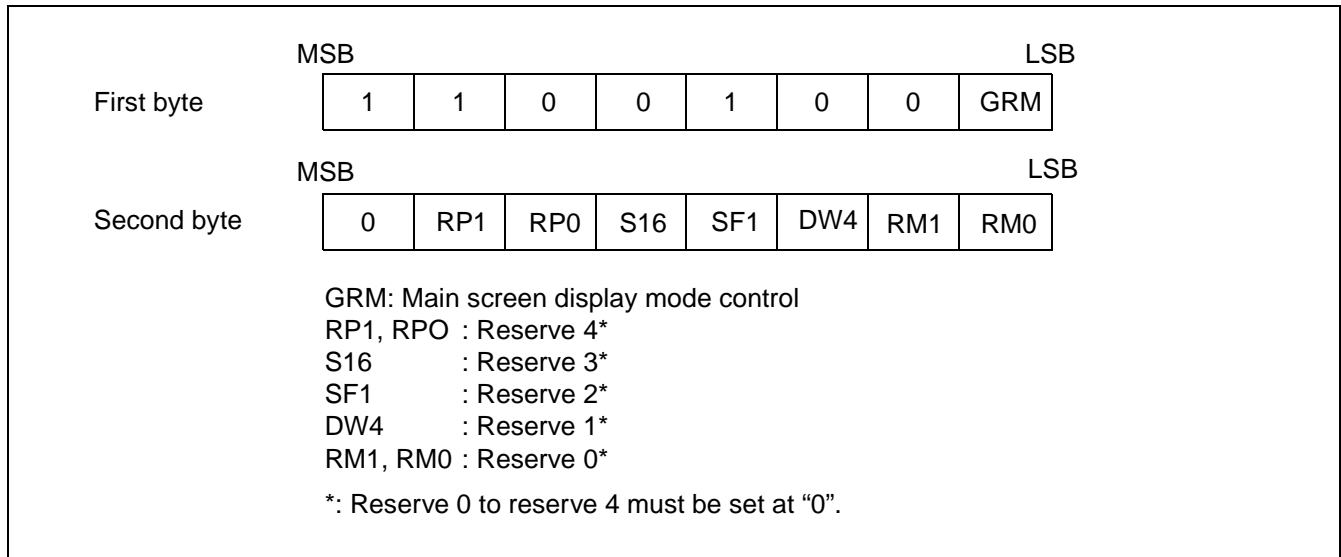 MSB LSB
First byte 1 1 0 0 1 0 0 GRM
MSB LSB
Second byte 0 RP1 RP0 S16 SF1 DW4 RM1 RM0
GRM: Main screen display mode control
RP1, RPO : Reserve 4*
S16 : Reserve 3*
SF1 : Reserve 2*
DW4 : Reserve 1*
RM1, RM0 : Reserve 0*
*: Reserve 0 to reserve 4 must be set at “0”.